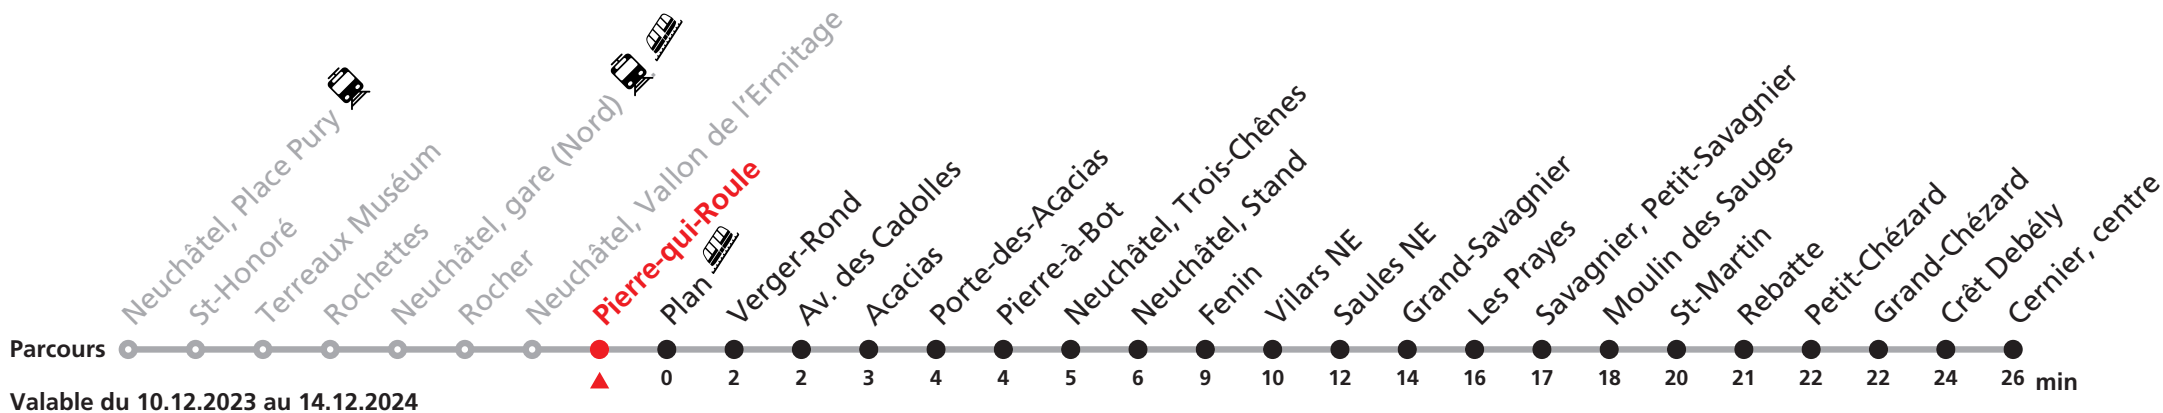 Neuchâtel, Place Pury
St-Honoré
Terreaux Muséum
Rochettes
Neuchâtel, gare (Nord)
Rocher
Neuchâtel, Vallon de l'Ermitage
Pierre-qui-Roule
Plan
Verger-Rond
Av. des Cadolles
Acacias
Porte-des-Acacias
Pierre-à-Bot
Neuchâtel, Trois-Chênes
Neuchâtel, Stand
Fenin
Vilars NE
Saules NE
Grand-Savagnier
Les Prayes
Savagnier, Petit-Savagnier
Moulin des Sauges
St-Martin
Rebatte
Petit-Chézard
Grand-Chézard
Crêt Debély
Cernier, centre
Parcours
0 2 2 3 4 4 5 6 9 10 12 14 16 17 18 20 21 22 22 24 26 min
Valable du 10.12.2023 au 14.12.2024